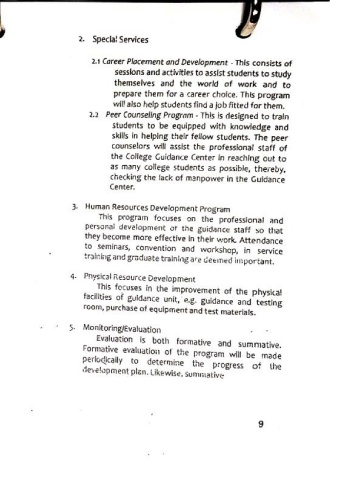 2. Special Services
2.1 Career Placement and Development - This consists of
sessions and activities to assist students to study
themselves and the world of work and to
prepare them for a career choice. This program
will also help students find a job fitted for them.
2.2 Peer Counseling Program - This is designed to train
students to be equipped with knowledge and
skills in helping their fellow students. The peer
counselors will assist the professional staff of
the College Guidance Center in reaching out to
as many college students as possible, thereby,
checking the lack of manpower in the Guidance
Center.
3. Human Resources Development Program
This program focuses on the professional and
personal development of the guidance staff so that
they become more effective in their work. Attendance
to seminars, convention and workshop, in service
training and graduate training are deemed important.
4. Physical Resource Development
This focuses in the improvement of the physical
facilities of guidance unit, e.g. guidance and testing
room, purchase of equipment and test materials.
5. Monitoring/Evaluation
Evaluation is both formative and summative.
Formative evaluation of the program will be made
periodically to determine the progress of the
development plan. Likewise, summative
9